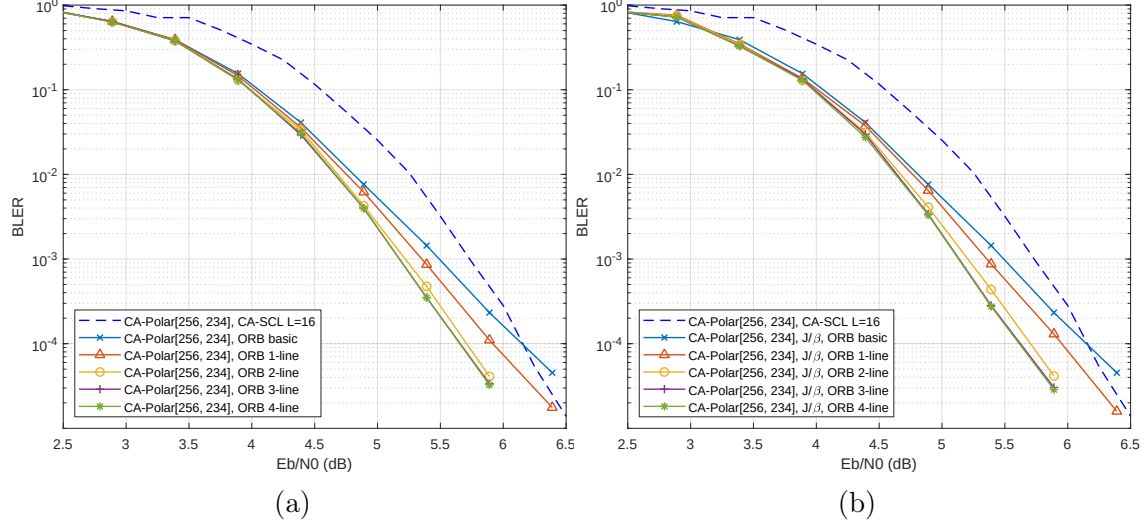 10^0
10^-1
10^-2
10^-3
10^-4
BLER
CA-Polar[256, 234], CA-SCL L=16
CA-Polar[256, 234], ORB basic
CA-Polar[256, 234], ORB 1-line
CA-Polar[256, 234], ORB 2-line
CA-Polar[256, 234], ORB 3-line
CA-Polar[256, 234], ORB 4-line
2.5 3 3.5 4 4.5 5 5.5 6 6.5
Eb/N0 (dB)
(a)
10^0
10^-1
10^-2
10^-3
10^-4
BLER
CA-Polar[256, 234], CA-SCL L=16
CA-Polar[256, 234], J/β, ORB basic
CA-Polar[256, 234], J/β, ORB 1-line
CA-Polar[256, 234], J/β, ORB 2-line
CA-Polar[256, 234], J/β, ORB 3-line
CA-Polar[256, 234], J/β, ORB 4-line
2.5 3 3.5 4 4.5 5 5.5 6 6.5
Eb/N0 (dB)
(b)